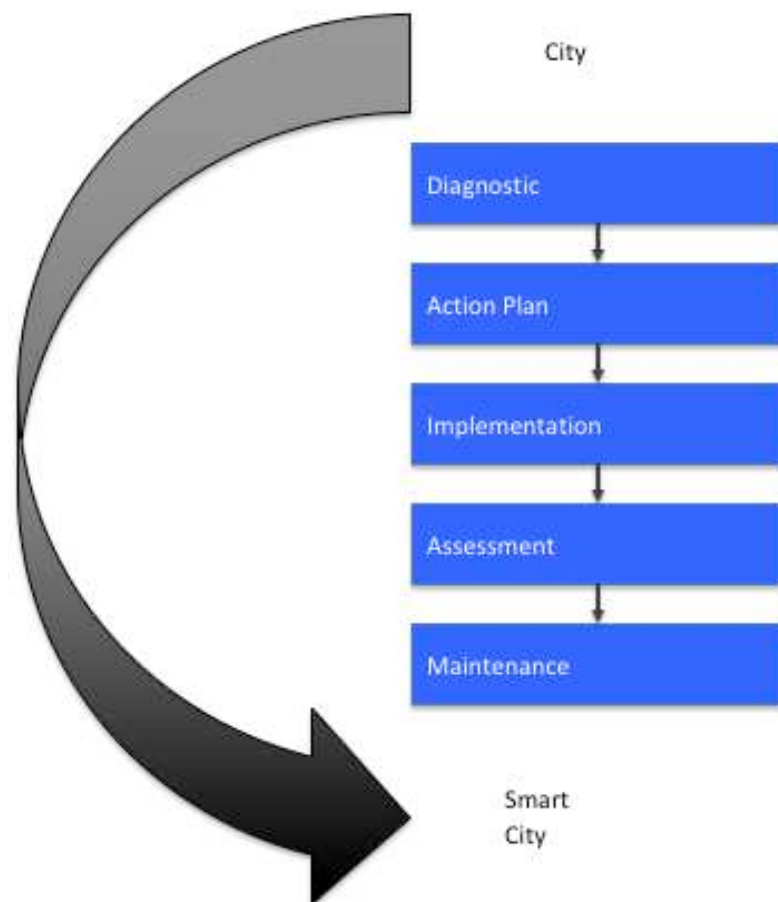 City
Diagnostic
Action Plan
Implementation
Assessment
Maintenance
Smart
City